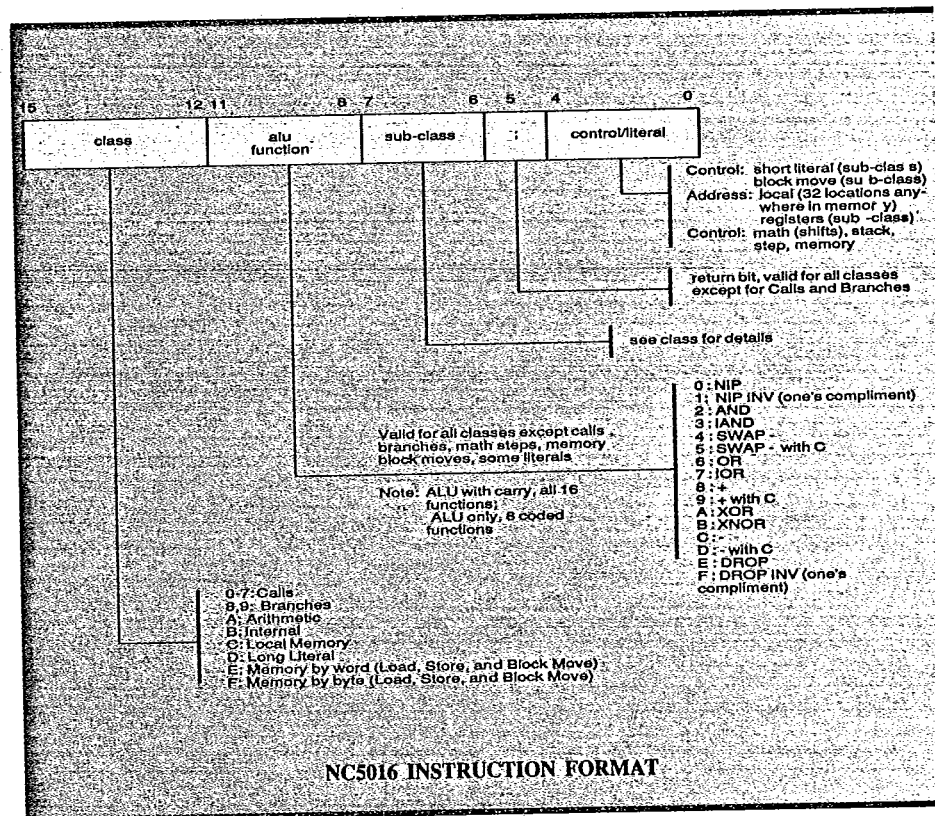 15 12 11 8 7 6 5 4 0
class alu function sub-class ; control/literal
Control: short literal (sub-clas s)
block move (su b-class)
Address: local (32 locations any-
where in memor y)
registers (sub -class)
Control: math (shifts), stack,
step, memory
return bit, valid for all classes
except for Calls and Branches
see class for details
0 : NIP
1 : NIP INV (one's compliment)
2 : AND
3 : IAND
4 : SWAP -
5 : SWAP - with C
6 : OR
7 : IOR
8 : +
9 : + with C
A : XOR
B : XNOR
C : -
D : - with C
E : DROP
F : DROP INV (one's
compliment)
Valid for all classes except calls
branches, math steps, memory
block moves, some literals
Note: ALU with carry, all 16
functions;
ALU only, 8 coded
functions
0-7: Calls
8,9: Branches
A: Arithmetic
B: Internal
C: Local Memory
D: Long Literal
E: Memory by word (Load, Store, and Block Move)
F: Memory by byte (Load, Store, and Block Move)
NC5016 INSTRUCTION FORMAT